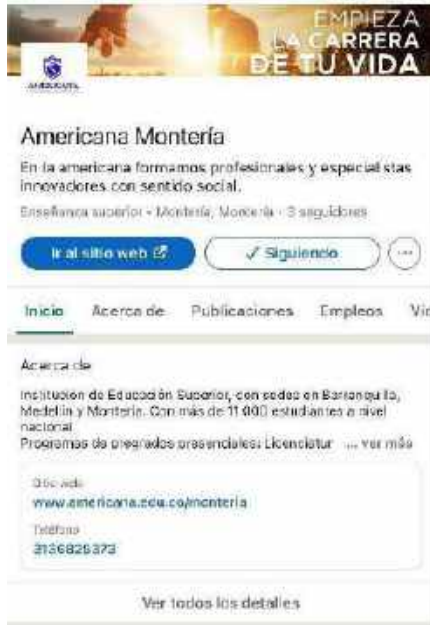 EMPIEZA
LA CARRERA
DE TU VIDA
AMERICANA
Americana Montería
En la americana formamos profesionales y especialistas
innovadores con sentido social.
Enseñanza superior · Montería, Montería · 3 seguidores
Ir al sitio web
✓ Siguiendo
Inicio Acerca de Publicaciones Empleos Vid
Acerca de
Institución de Educación Superior, con sedes en Barranquilla,
Medellín y Montería. Con más de 11.000 estudiantes a nivel
nacional
Programas de pregrados presenciales: Licenciatur ... ver más
Sitio web
www.americana.edu.co/monteria
Teléfono
3136825373
Ver todos los detalles